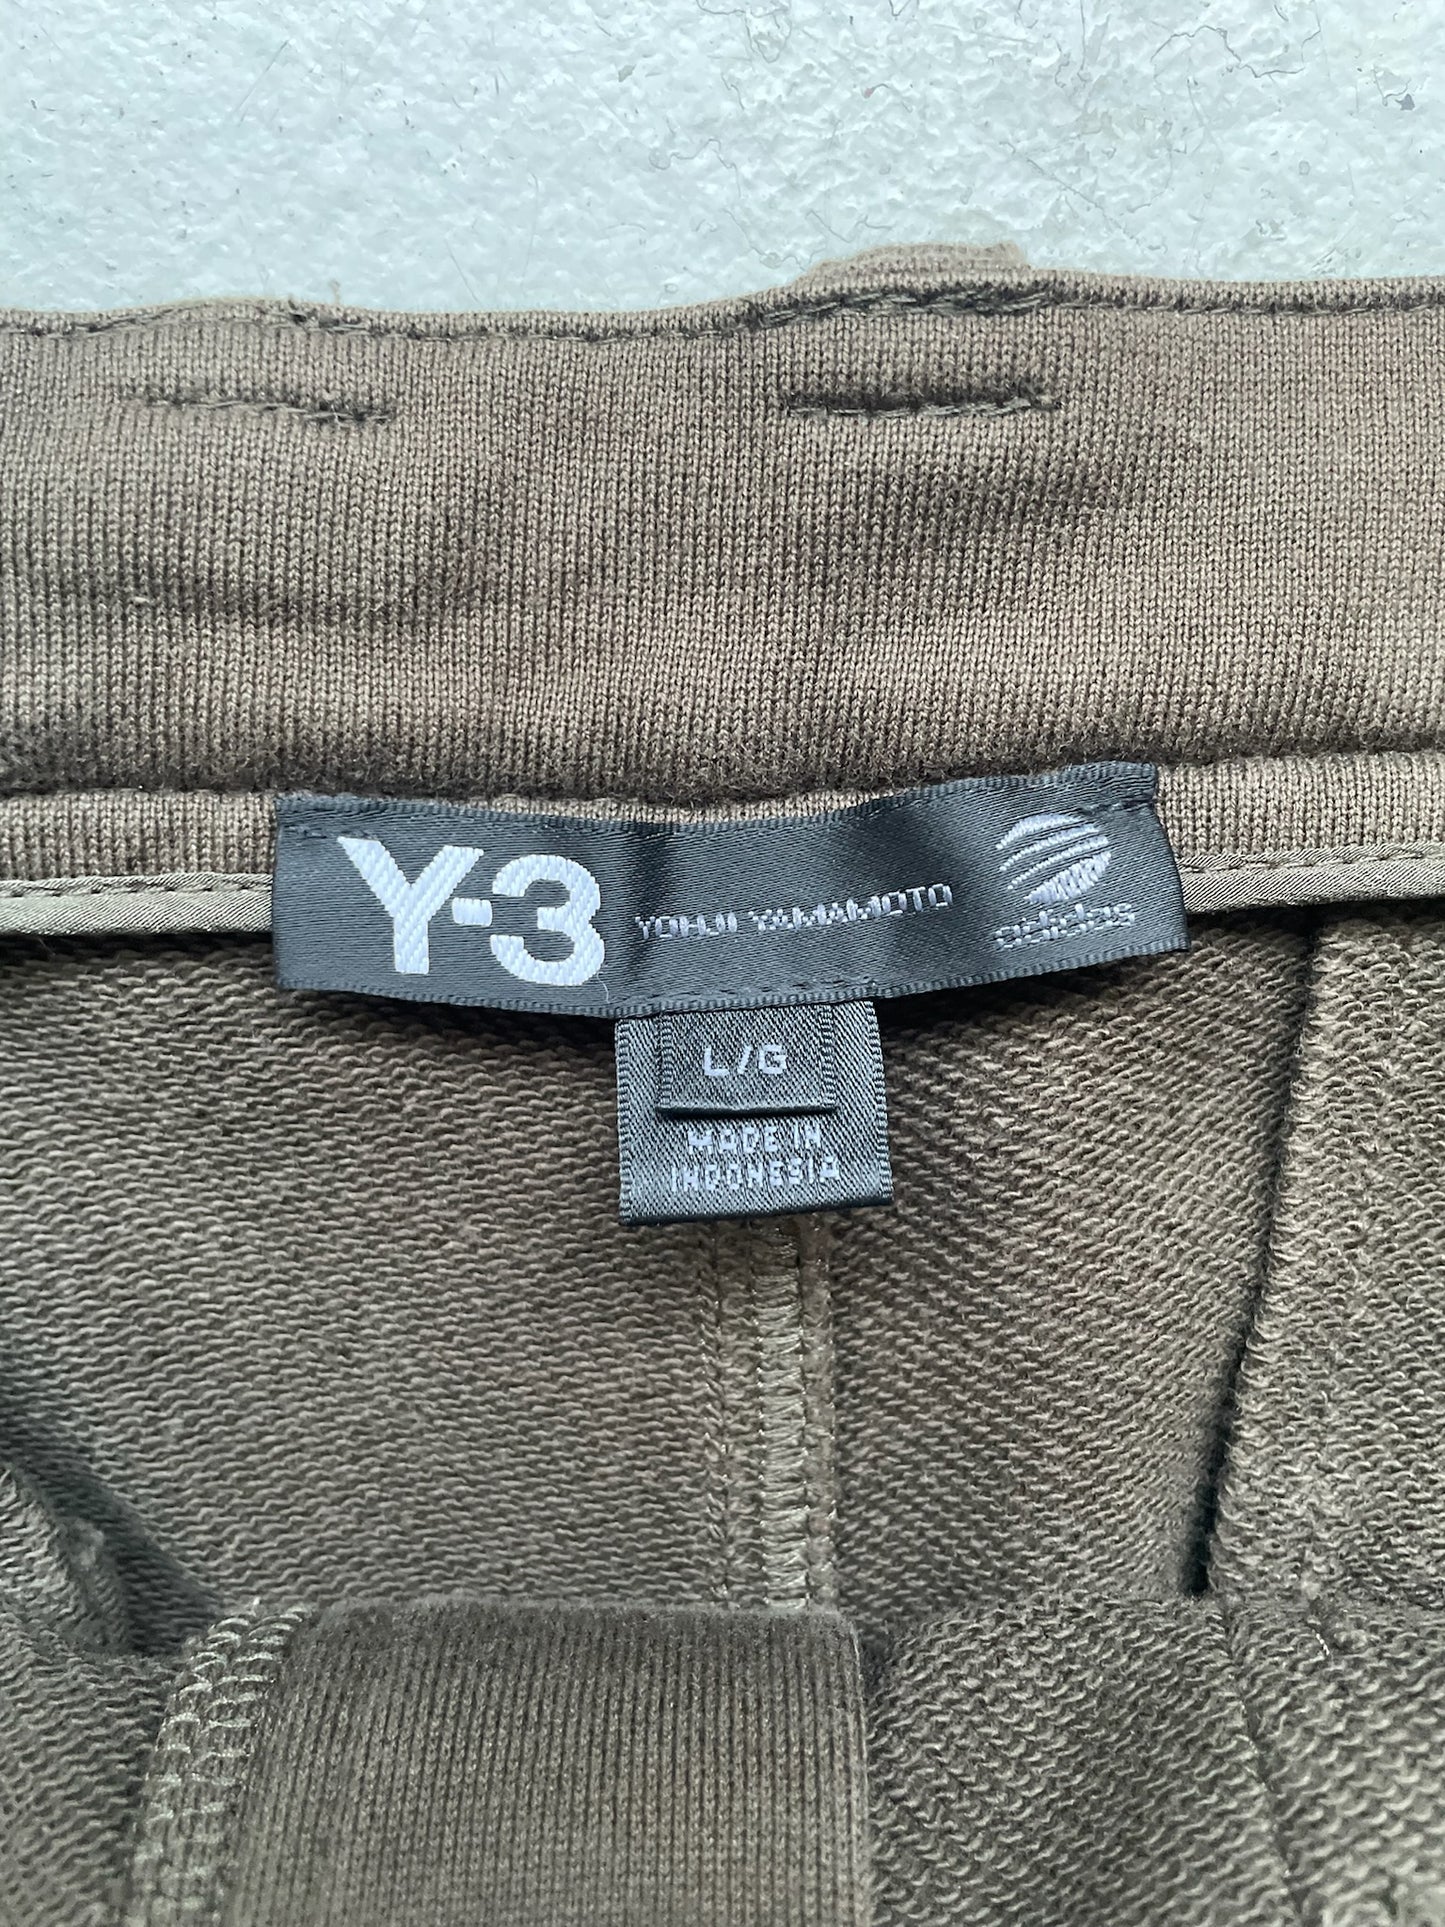 Y-3 YOHJI YAMAMOTO adidas
L/G
MADE IN
INDONESIA